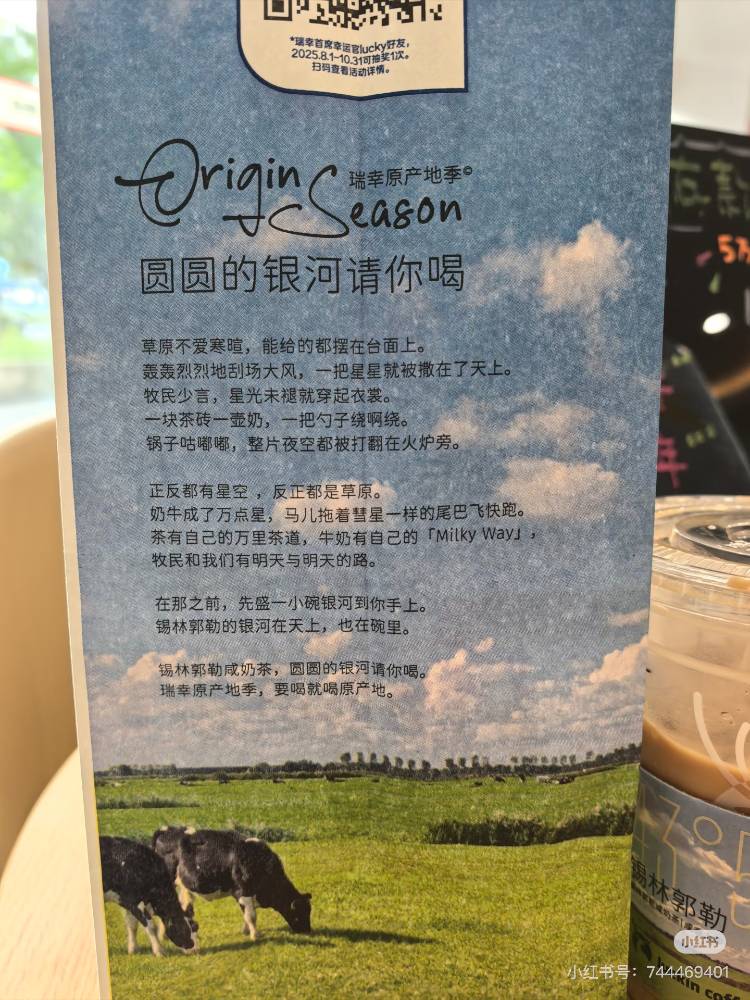 *瑞幸首席幸运官lucky好友,
2025.8.1~10.31可抽奖1次。
扫码查看活动详情。
Origin
瑞幸原产地季©
Season
圆圆的银河请你喝
草原不爱寒暄，能给的都摆在台面上。
轰轰烈烈地刮场大风，一把星星就被撒在了天上。
牧民少言，星光未褪就穿起衣裳。
一块茶砖一壶奶，一把勺子绕啊绕。
锅子咕嘟嘟，整片夜空都被打翻在火炉旁。
正反都有星空，反正都是草原。
奶牛成了万点星，马儿拖着彗星一样的尾巴飞快跑。
茶有自己的万里茶道，牛奶有自己的「Milky Way」，
牧民和我们有明天与明天的路。
在那之前，先盛一小碗银河到你手上。
锡林郭勒的银河在天上，也在碗里。
锡林郭勒咸奶茶，圆圆的银河请你喝。
瑞幸原产地季，要喝就喝原产地。
锡林郭勒
小红书
小红书号：744469401